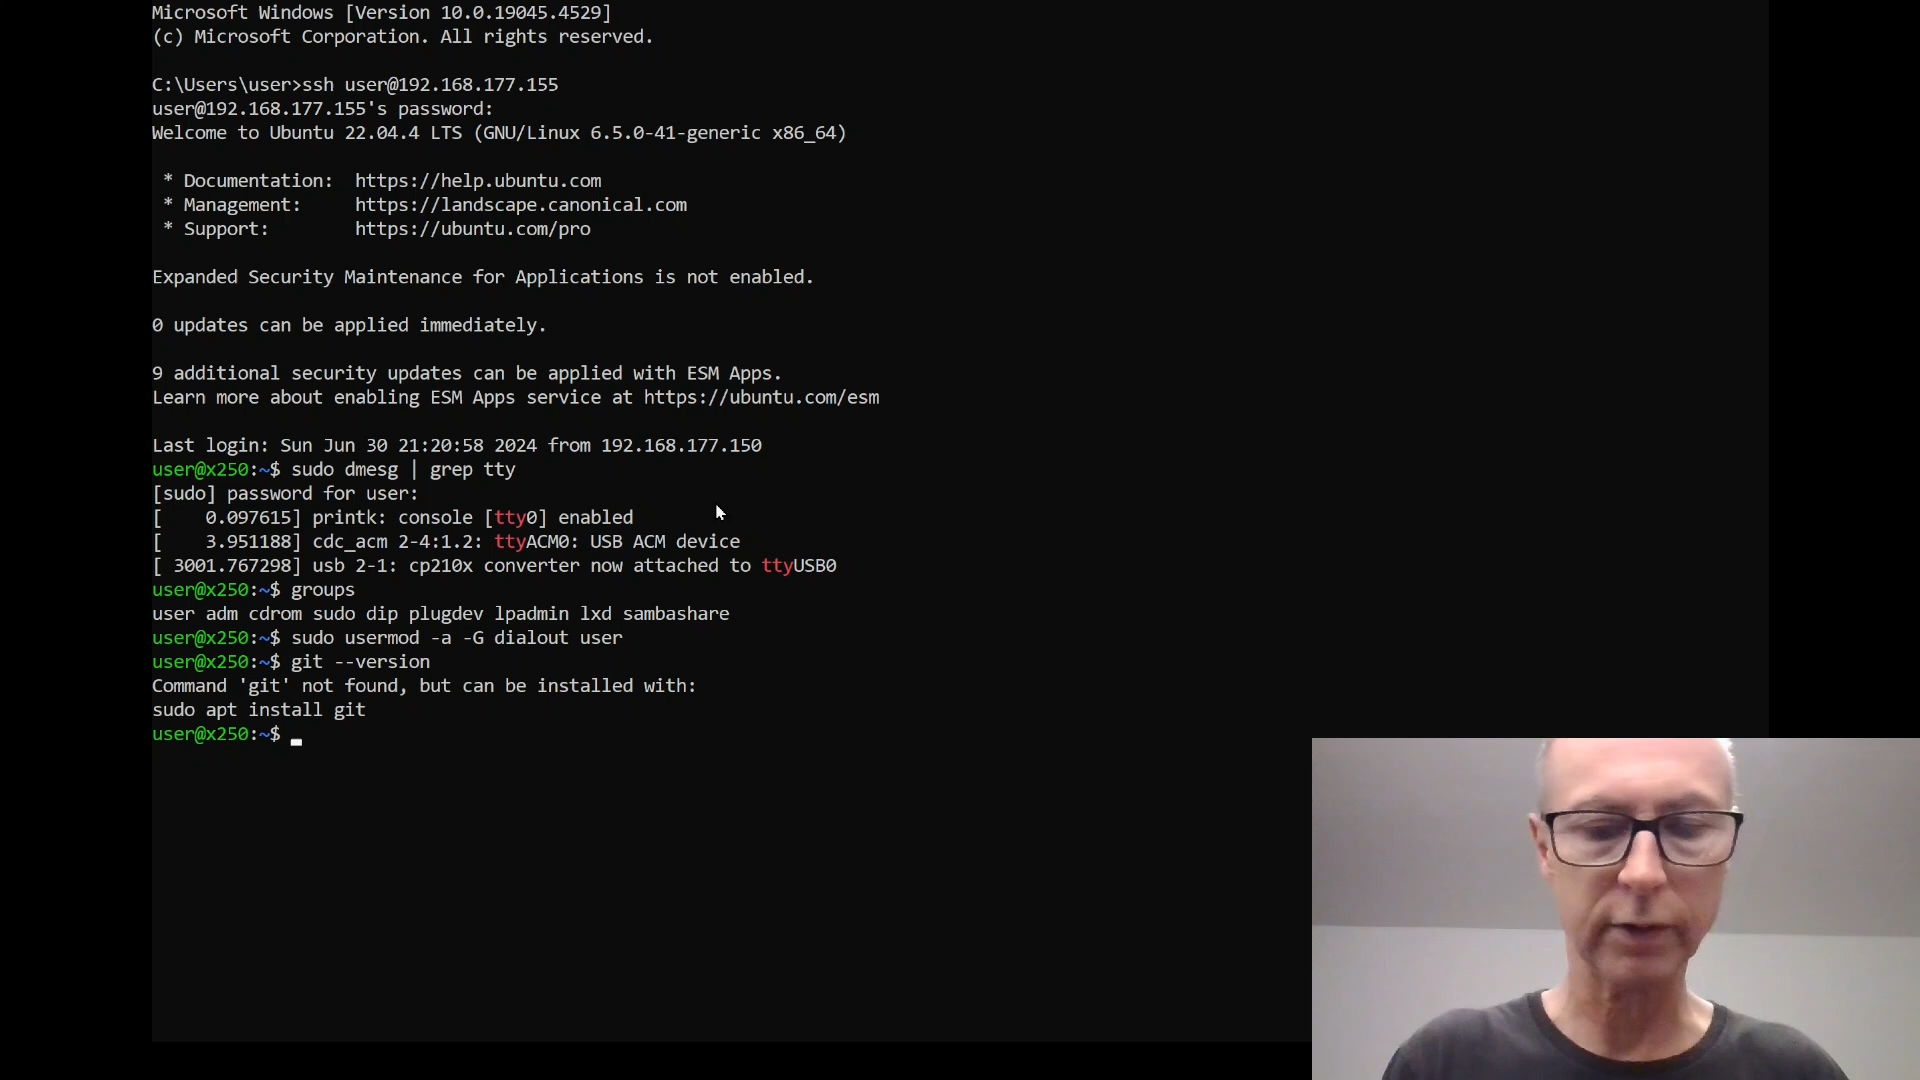 Microsoft Windows [Version 10.0.19045.4529]
(c) Microsoft Corporation. All rights reserved.
C:\Users\user>ssh user@192.168.177.155
user@192.168.177.155's password:
Welcome to Ubuntu 22.04.4 LTS (GNU/Linux 6.5.0-41-generic x86_64)
* Documentation:  https://help.ubuntu.com
* Management:     https://landscape.canonical.com
* Support:        https://ubuntu.com/pro
Expanded Security Maintenance for Applications is not enabled.
0 updates can be applied immediately.
9 additional security updates can be applied with ESM Apps.
Learn more about enabling ESM Apps service at https://ubuntu.com/esm
Last login: Sun Jun 30 21:20:58 2024 from 192.168.177.150
user@x250:~$ sudo dmesg | grep tty
[sudo] password for user:
[    0.097615] printk: console [tty0] enabled
[    3.951188] cdc_acm 2-4:1.2: ttyACM0: USB ACM device
[ 3001.767298] usb 2-1: cp210x converter now attached to ttyUSB0
user@x250:~$ groups
user adm cdrom sudo dip plugdev lpadmin lxd sambashare
user@x250:~$ sudo usermod -a -G dialout user
user@x250:~$ git --version
Command 'git' not found, but can be installed with:
sudo apt install git
user@x250:~$